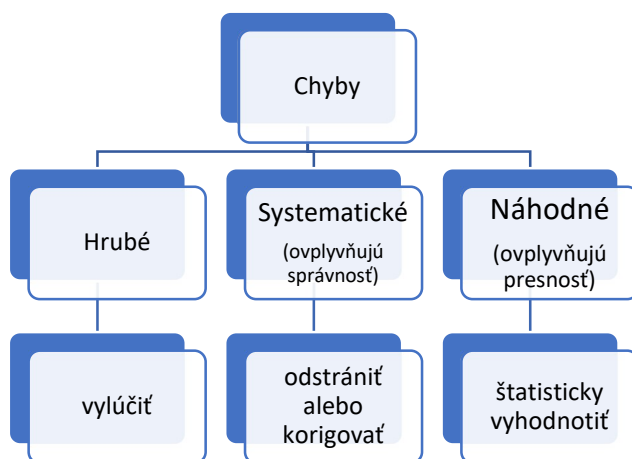 Chyby
Hrubé
Systematické
(ovplyvňujú
správnosť)
Náhodné
(ovplyvňujú
presnosť)
vylúčiť
odstrániť
alebo
korigovať
štatisticky
vyhodnotiť